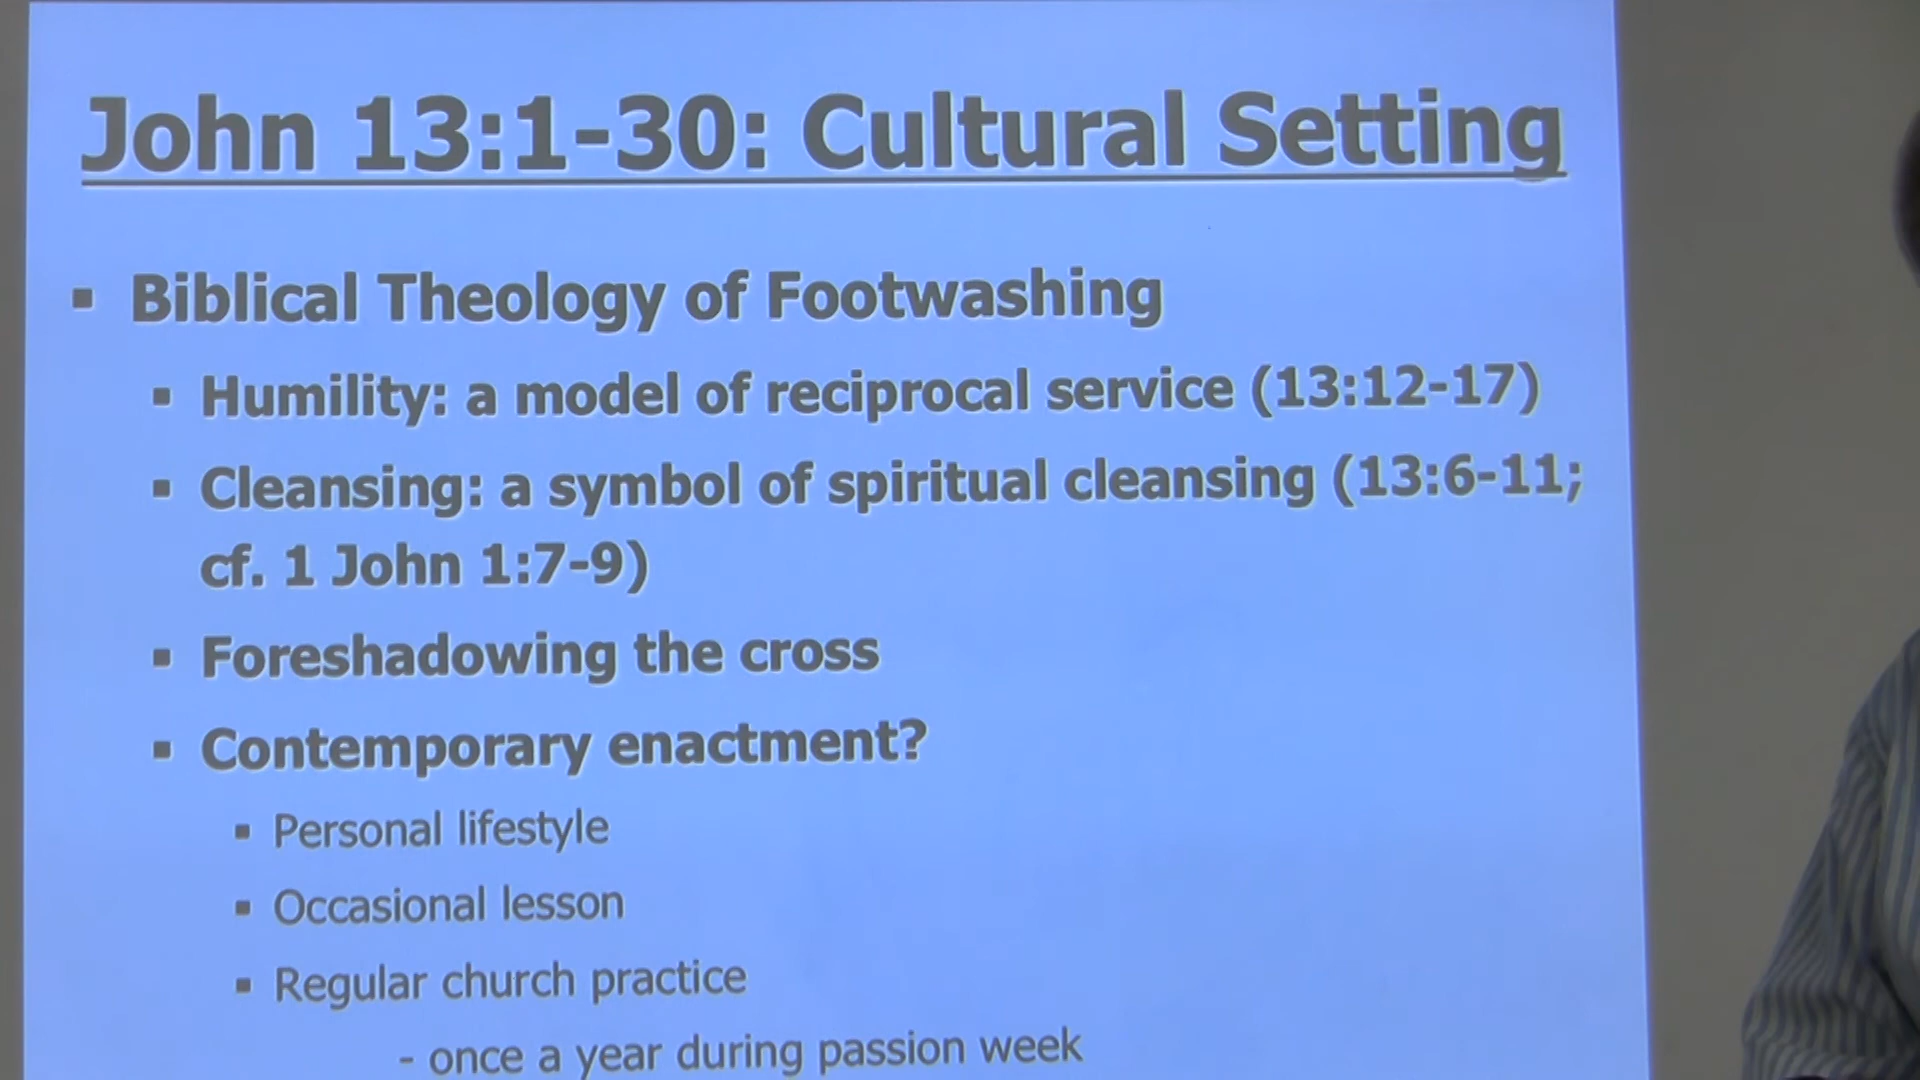 John 13:1-30: Cultural Setting
▪ Biblical Theology of Footwashing
▪ Humility: a model of reciprocal service (13:12-17)
▪ Cleansing: a symbol of spiritual cleansing (13:6-11;
cf. 1 John 1:7-9)
▪ Foreshadowing the cross
▪ Contemporary enactment?
▪ Personal lifestyle
▪ Occasional lesson
▪ Regular church practice
- once a year during passion week